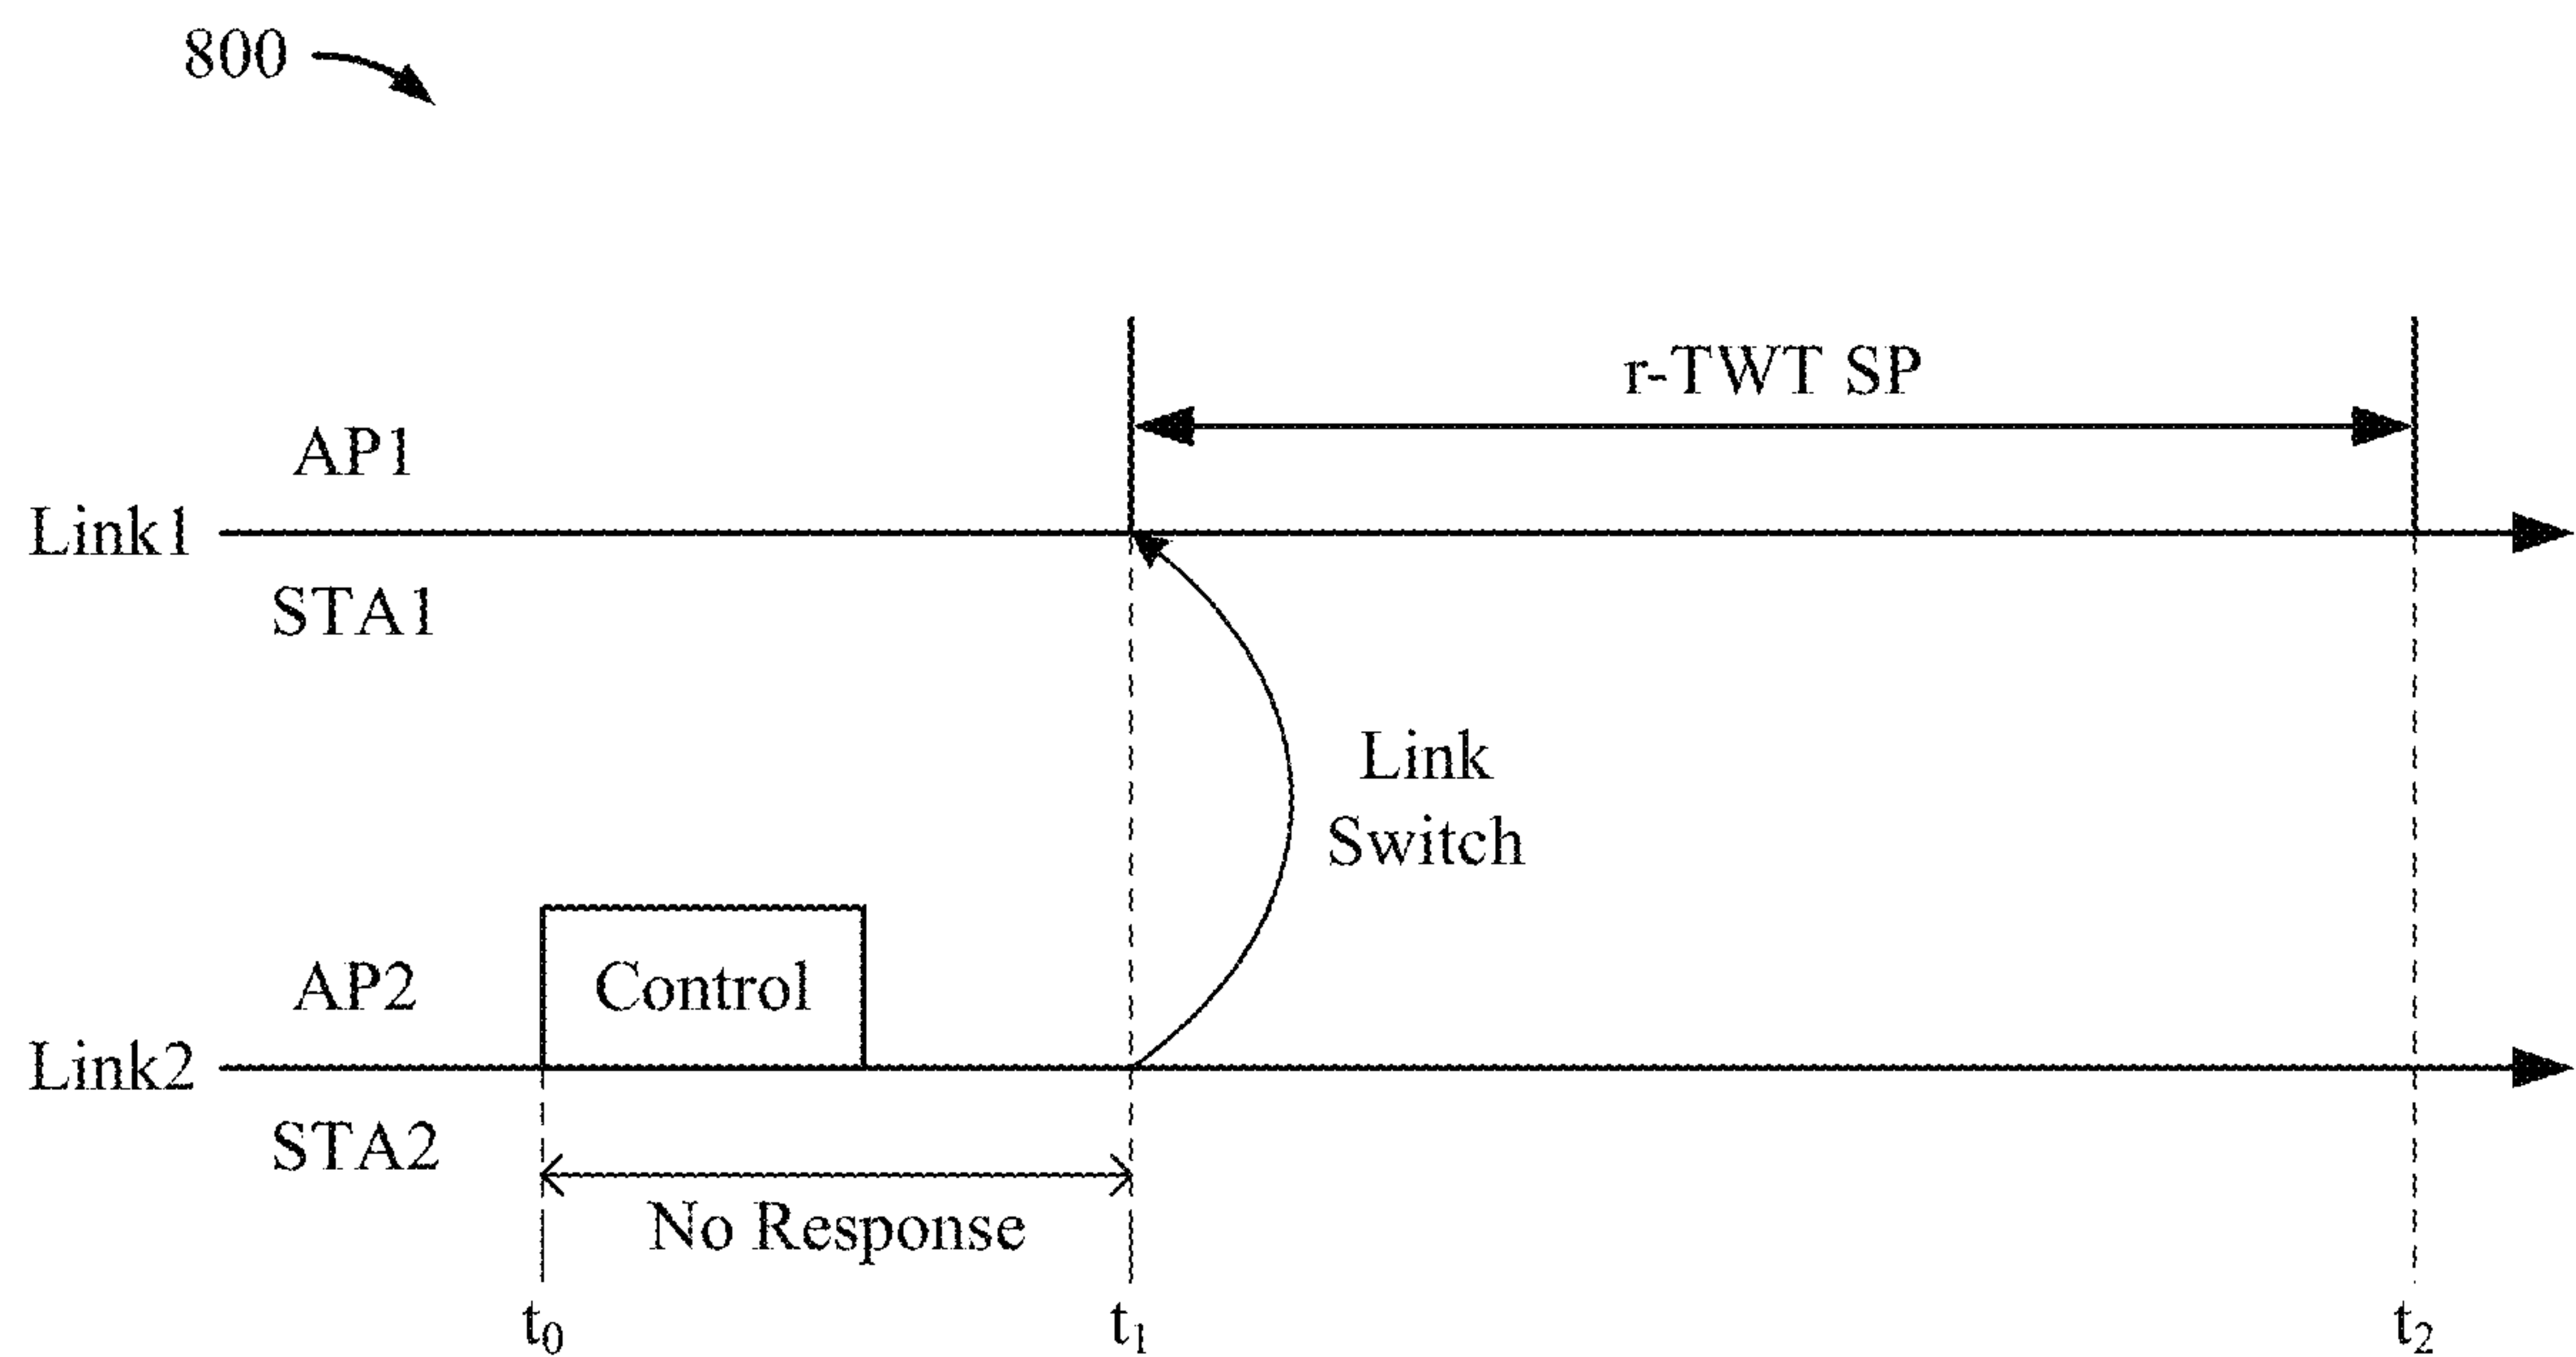 800
r-TWT SP
AP1
Link1
STA1
Link
Switch
AP2
Control
Link2
STA2
No Response
t₀
t₁
t₂